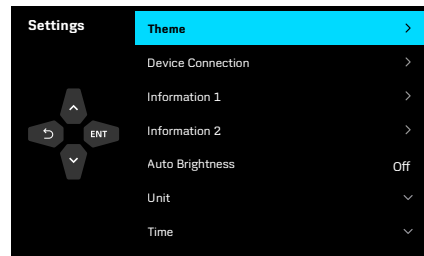 Settings
Theme
Device Connection
Information 1
Information 2
ENT
Auto Brightness
Off
Unit
Time